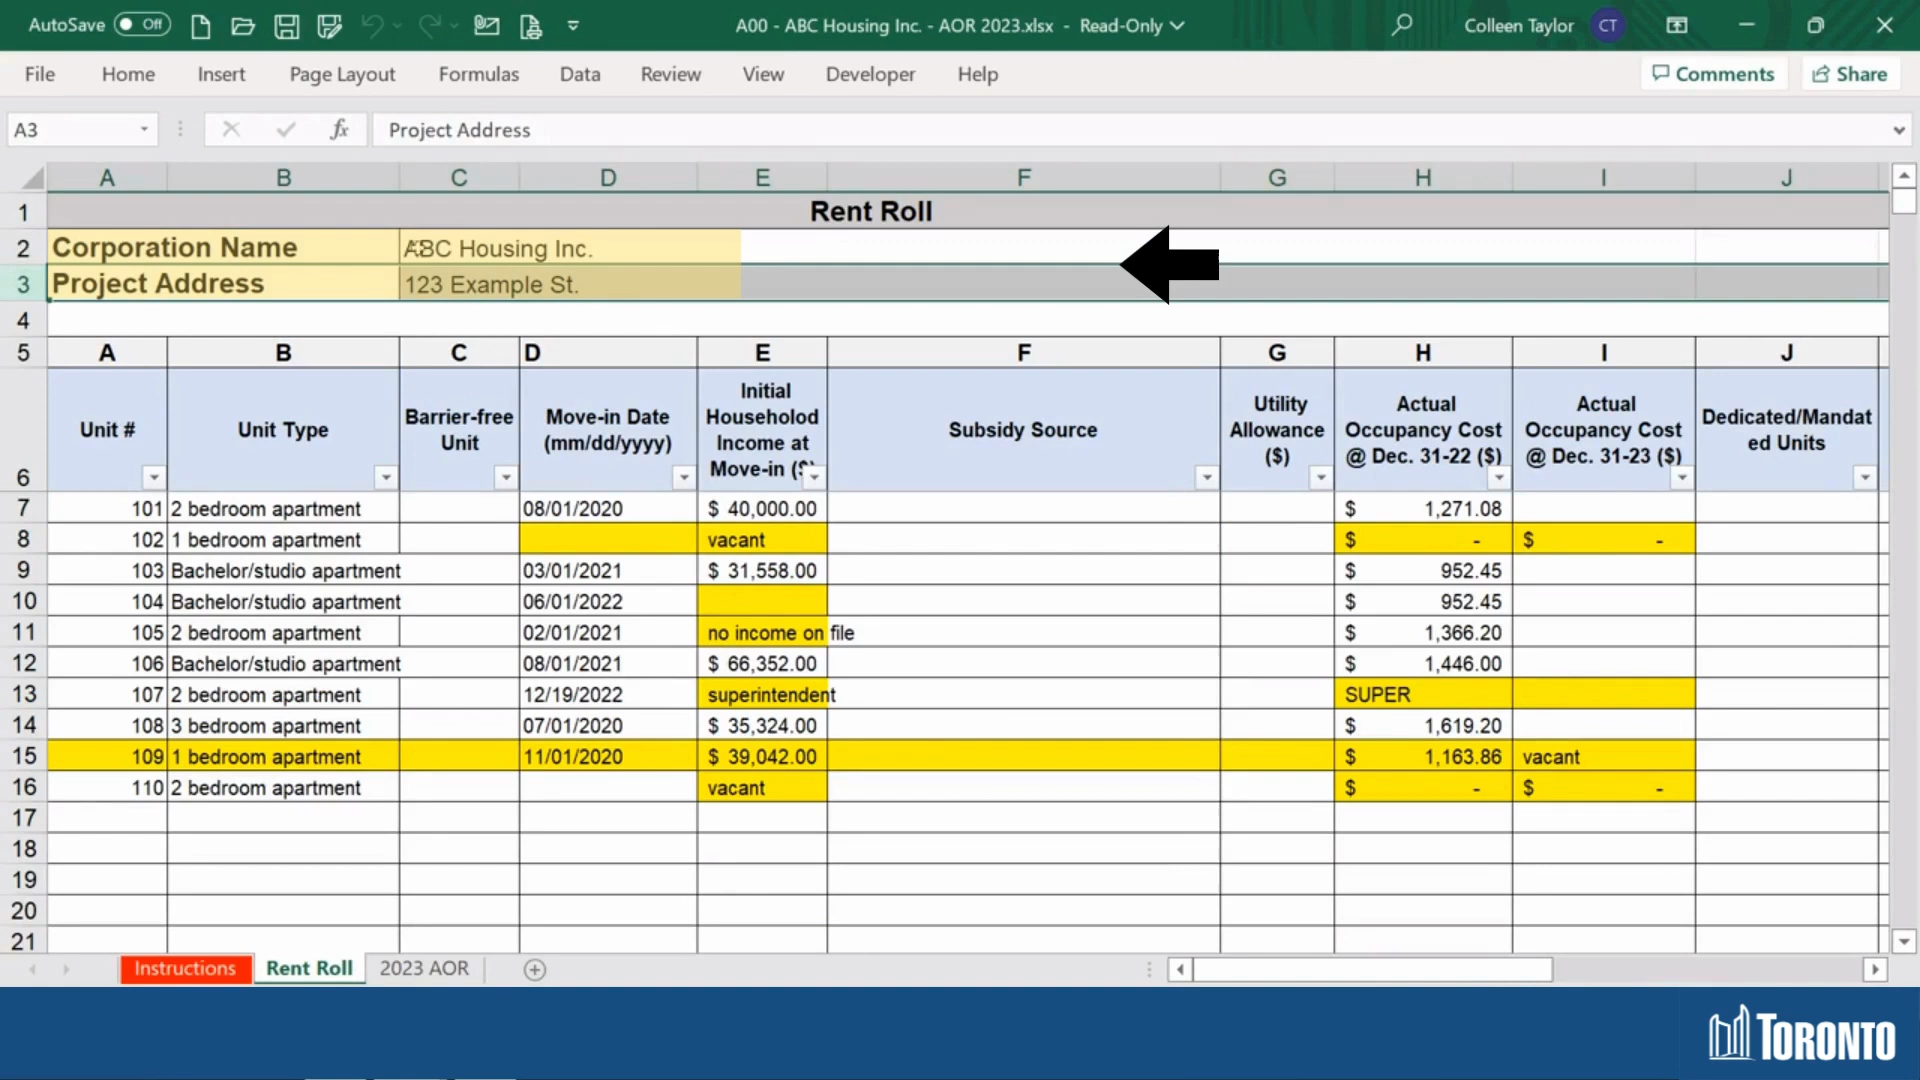 AutoSave Off A00 - ABC Housing Inc. - AOR 2023.xlsx - Read-Only Colleen Taylor CT
File Home Insert Page Layout Formulas Data Review View Developer Help Comments Share
A3 fx Project Address
A B C D E F G H I J
1 Rent Roll
2 Corporation Name ABC Housing Inc.
3 Project Address 123 Example St.
4
5 A B C D E F G H I J
6 Unit # Unit Type Barrier-free Unit Move-in Date (mm/dd/yyyy) Initial Househlod Income at Move-in ($) Subsidy Source Utility Allowance ($) Actual Occupancy Cost @ Dec. 31-22 ($) Actual Occupancy Cost @ Dec. 31-23 ($) Dedicated/Mandated Units
7 101 2 bedroom apartment 08/01/2020 $ 40,000.00 $ 1,271.08
8 102 1 bedroom apartment vacant $ - $ -
9 103 Bachelor/studio apartment 03/01/2021 $ 31,558.00 $ 952.45
10 104 Bachelor/studio apartment 06/01/2022 $ 952.45
11 105 2 bedroom apartment 02/01/2021 no income on file $ 1,366.20
12 106 Bachelor/studio apartment 08/01/2021 $ 66,352.00 $ 1,446.00
13 107 2 bedroom apartment 12/19/2022 superintendent SUPER
14 108 3 bedroom apartment 07/01/2020 $ 35,324.00 $ 1,619.20
15 109 1 bedroom apartment 11/01/2020 $ 39,042.00 $ 1,163.86 vacant
16 110 2 bedroom apartment vacant $ - $ -
17
18
19
20
21
Instructions Rent Roll 2023 AOR
TORONTO